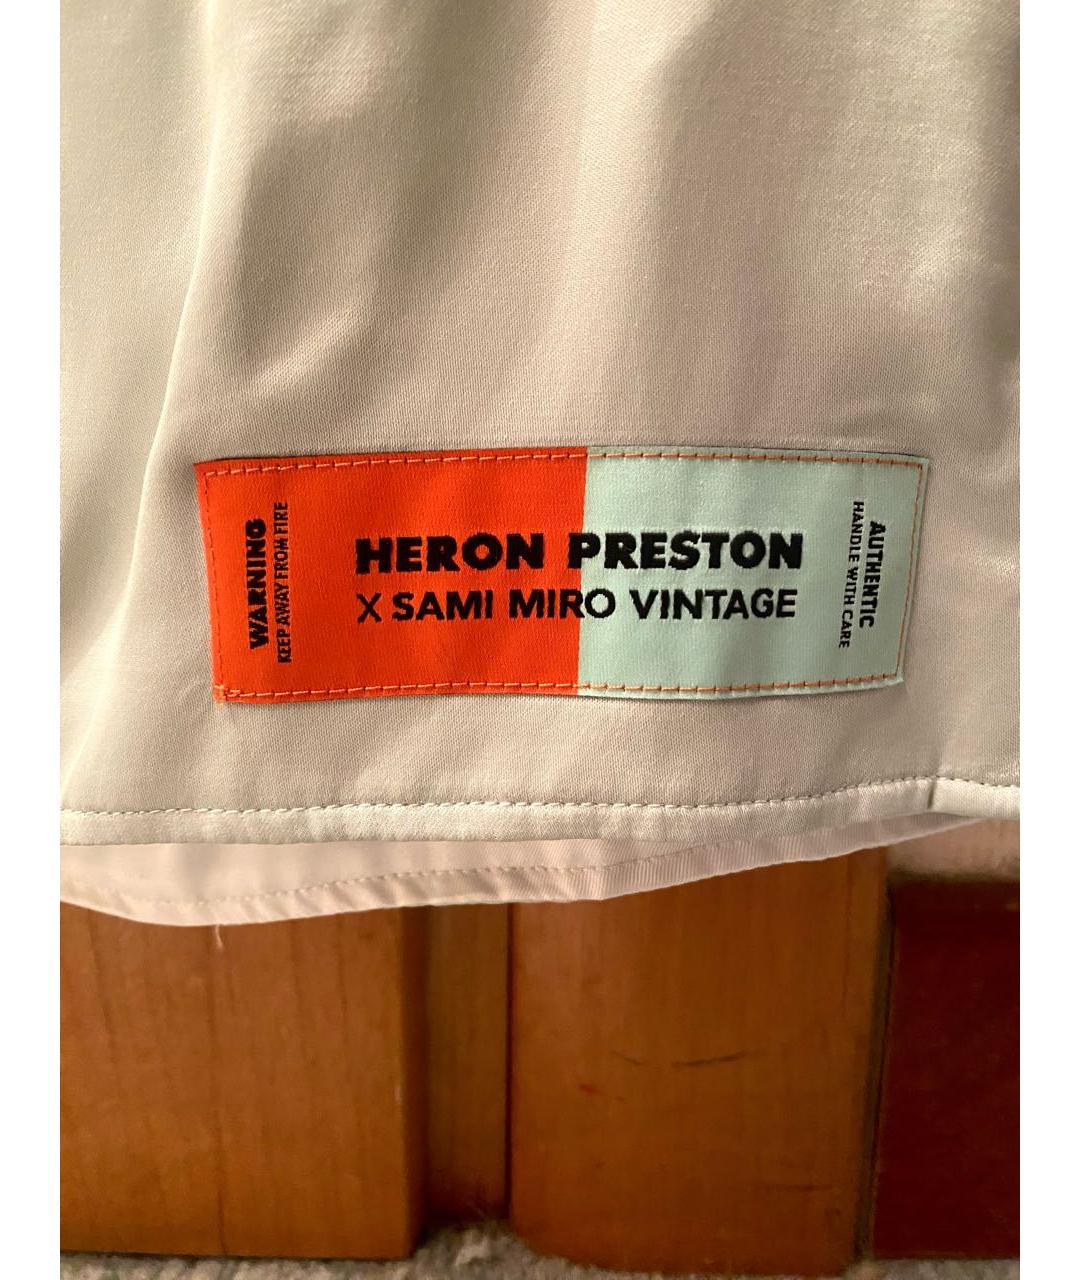 WARNING
KEEP AWAY FROM FIRE
HERON PRESTON
X SAMI MIRO VINTAGE
AUTHENTIC
HANDLE WITH CARE